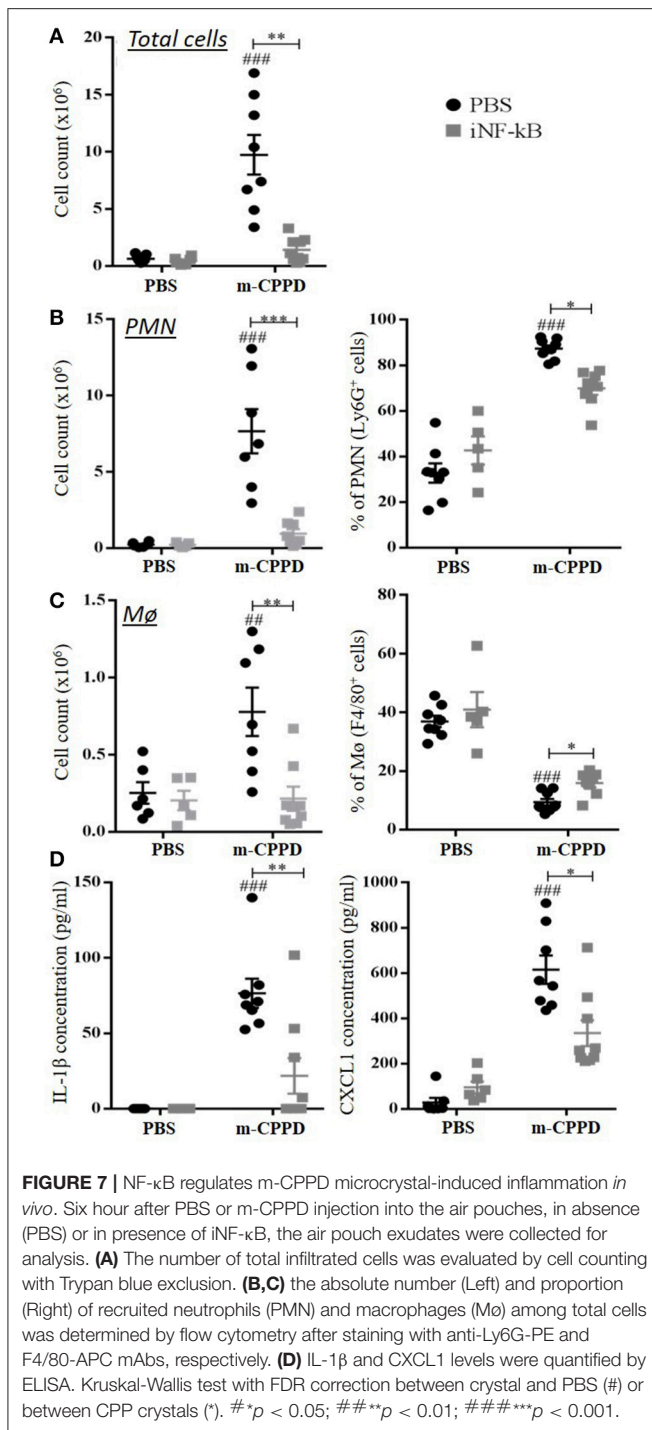 A
Total cells
**
###
20
15
10
5
0
Cell count (x10⁶)
PBS
m-CPPD
PBS
iNF-kB
B
PMN
***
###
15
10
5
0
Cell count (x10⁶)
PBS
m-CPPD
*
###
100
80
60
40
20
0
% of PMN (Ly6G⁺ cells)
PBS
m-CPPD
C
Mø
**
##
1.5
1.0
0.5
0.0
Cell count (x10⁶)
PBS
m-CPPD
*
###
80
60
40
20
0
% of Mø (F4/80⁺ cells)
PBS
m-CPPD
D
**
###
150
100
50
0
IL-1β concentration (pg/ml)
PBS
m-CPPD
*
###
1000
800
600
400
200
0
CXCL1 concentration (pg/ml)
PBS
m-CPPD
FIGURE 7 | NF-κB regulates m-CPPD microcrystal-induced inflammation in
vivo. Six hour after PBS or m-CPPD injection into the air pouches, in absence
(PBS) or in presence of iNF-κB, the air pouch exudates were collected for
analysis. (A) The number of total infiltrated cells was evaluated by cell counting
with Trypan blue exclusion. (B,C) the absolute number (Left) and proportion
(Right) of recruited neutrophils (PMN) and macrophages (Mø) among total cells
was determined by flow cytometry after staining with anti-Ly6G-PE and
F4/80-APC mAbs, respectively. (D) IL-1β and CXCL1 levels were quantified by
ELISA. Kruskal-Wallis test with FDR correction between crystal and PBS (#) or
between CPP crystals (*). #*p < 0.05; ##**p < 0.01; ###***p < 0.001.